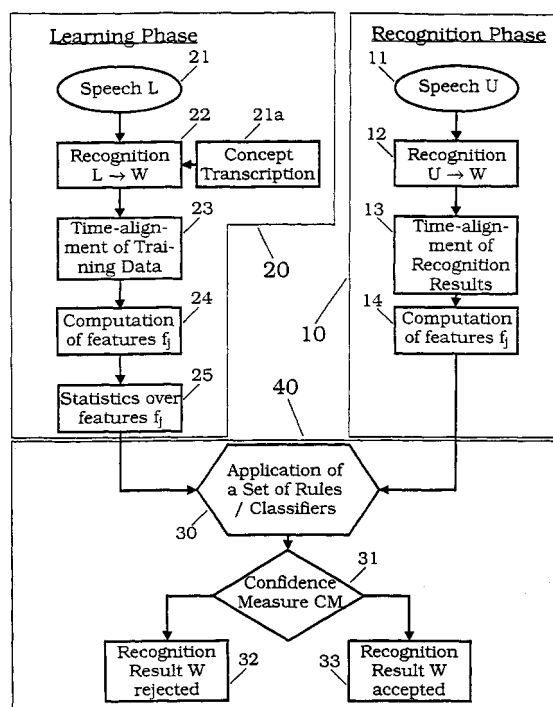 Learning Phase
21
Speech L
22
21a
Recognition
L → W
Concept
Transcription
23
Time-align-
ment of Trai-
ning Data
20
24
Computation
of features fj
25
Statistics over
features fj
Recognition Phase
11
Speech U
12
Recognition
U → W
13
Time-align-
ment of
Recognition
Results
14
10
Computation
of features fj
40
Application of
a Set of Rules
/ Classifiers
30
31
Confidence
Measure CM
Recognition
Result W
rejected
32
33
Recognition
Result W
accepted